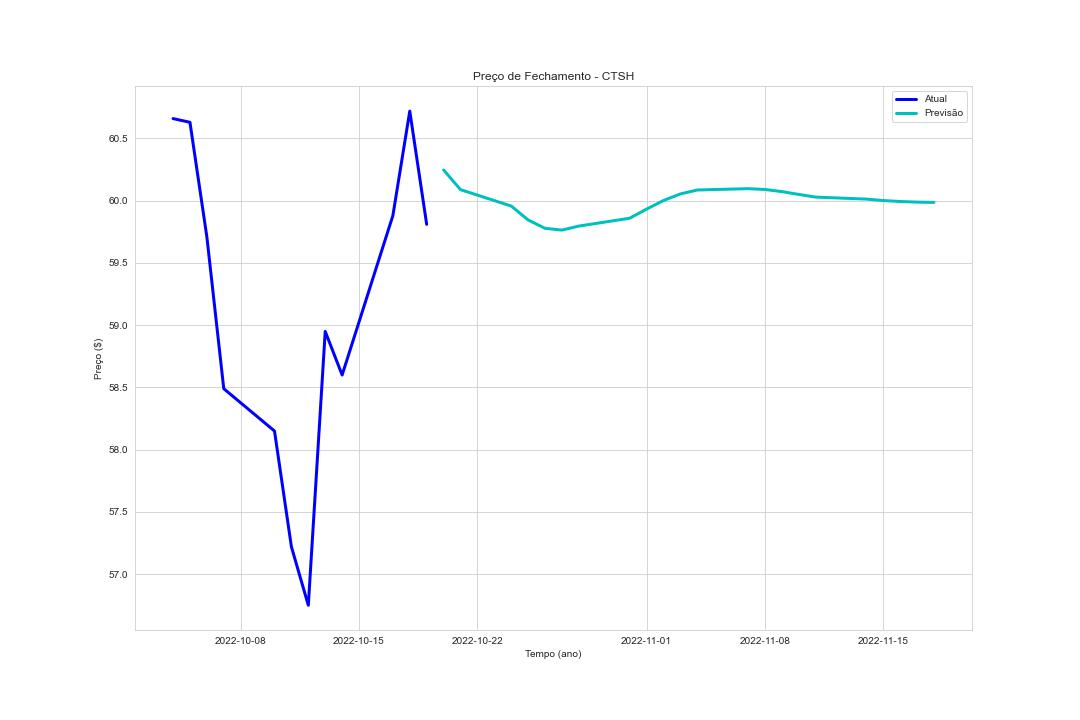 Preço de Fechamento - CTSH
Atual
Previsão
60.5
60.0
59.5
59.0
58.5
58.0
57.5
57.0
Preço ($)
2022-10-08
2022-10-15
2022-10-22
2022-11-01
2022-11-08
2022-11-15
Tempo (ano)